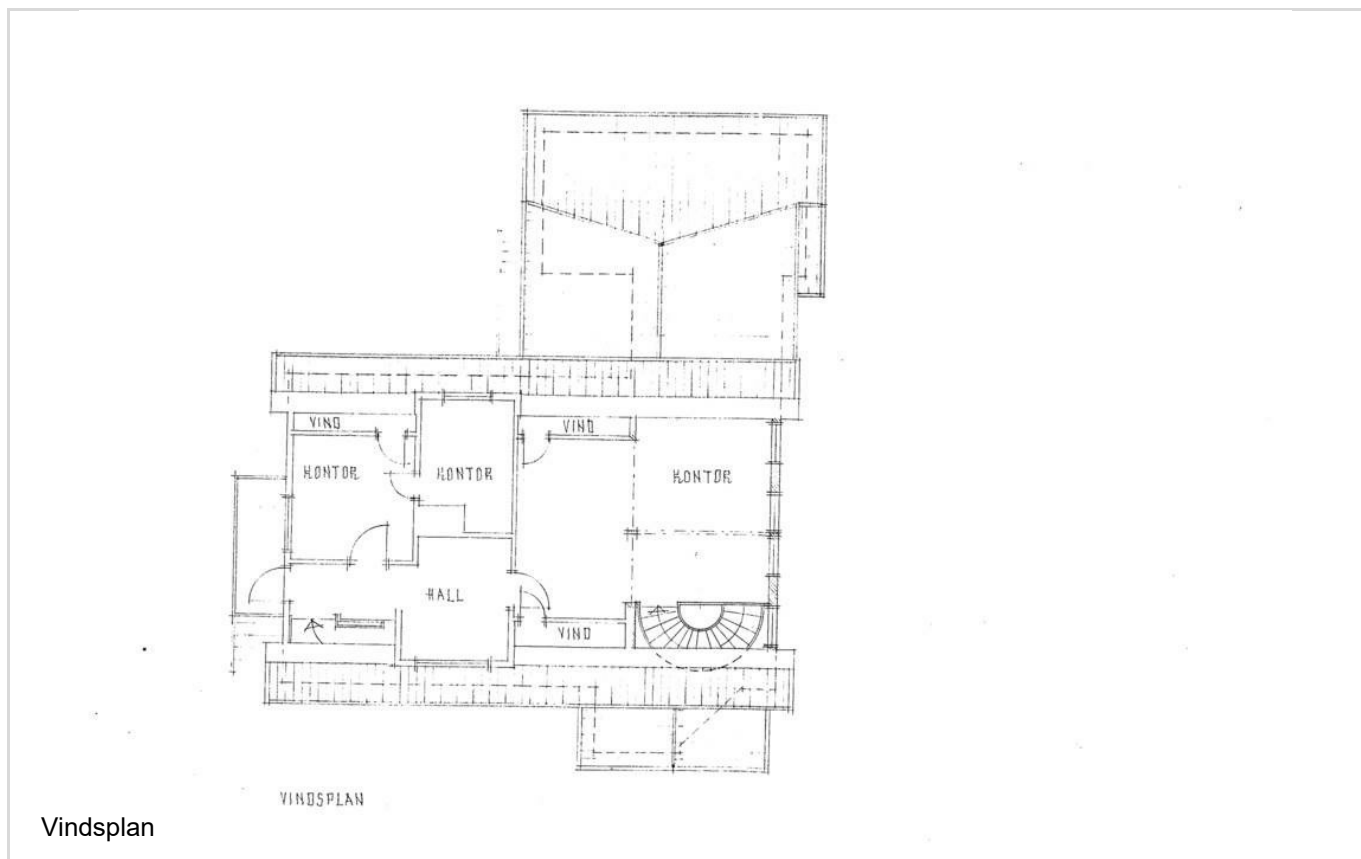 VIND
VIND
KONTOR
KONTOR
KONTOR
HALL
VIND
VINDSPLAN
Vindsplan